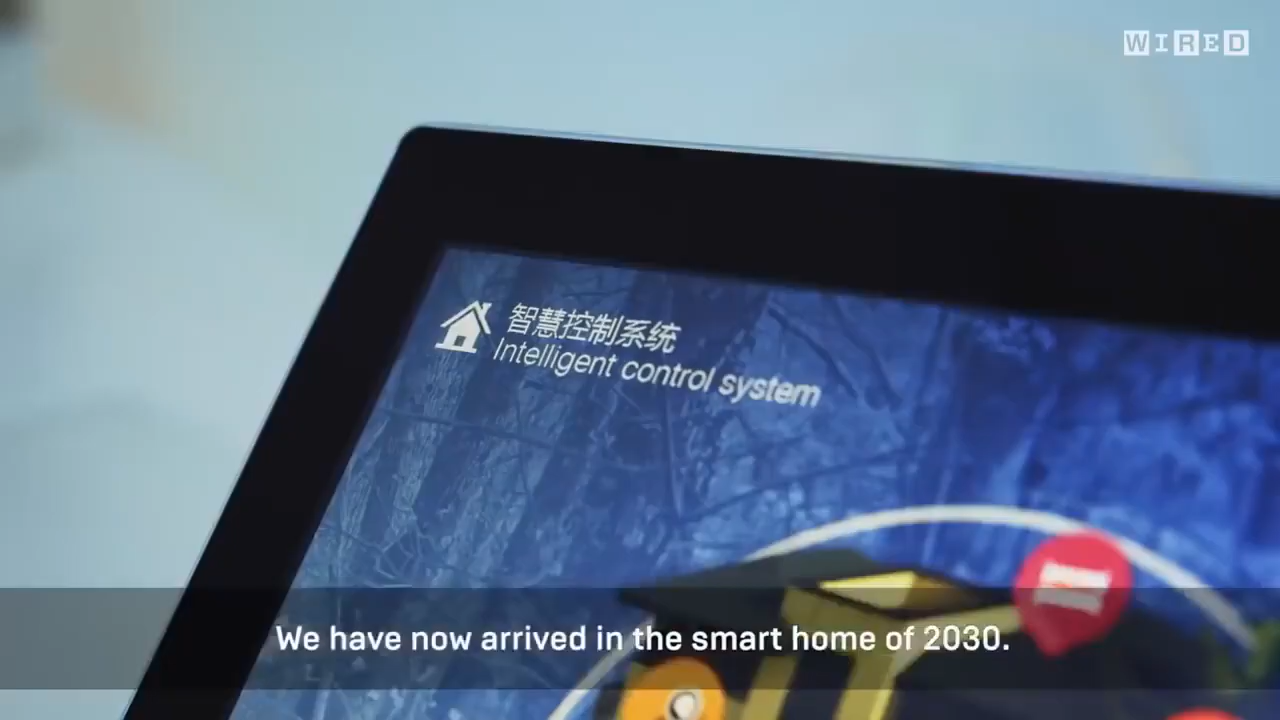 WIRED
智慧控制系统
Intelligent control system
We have now arrived in the smart home of 2030.